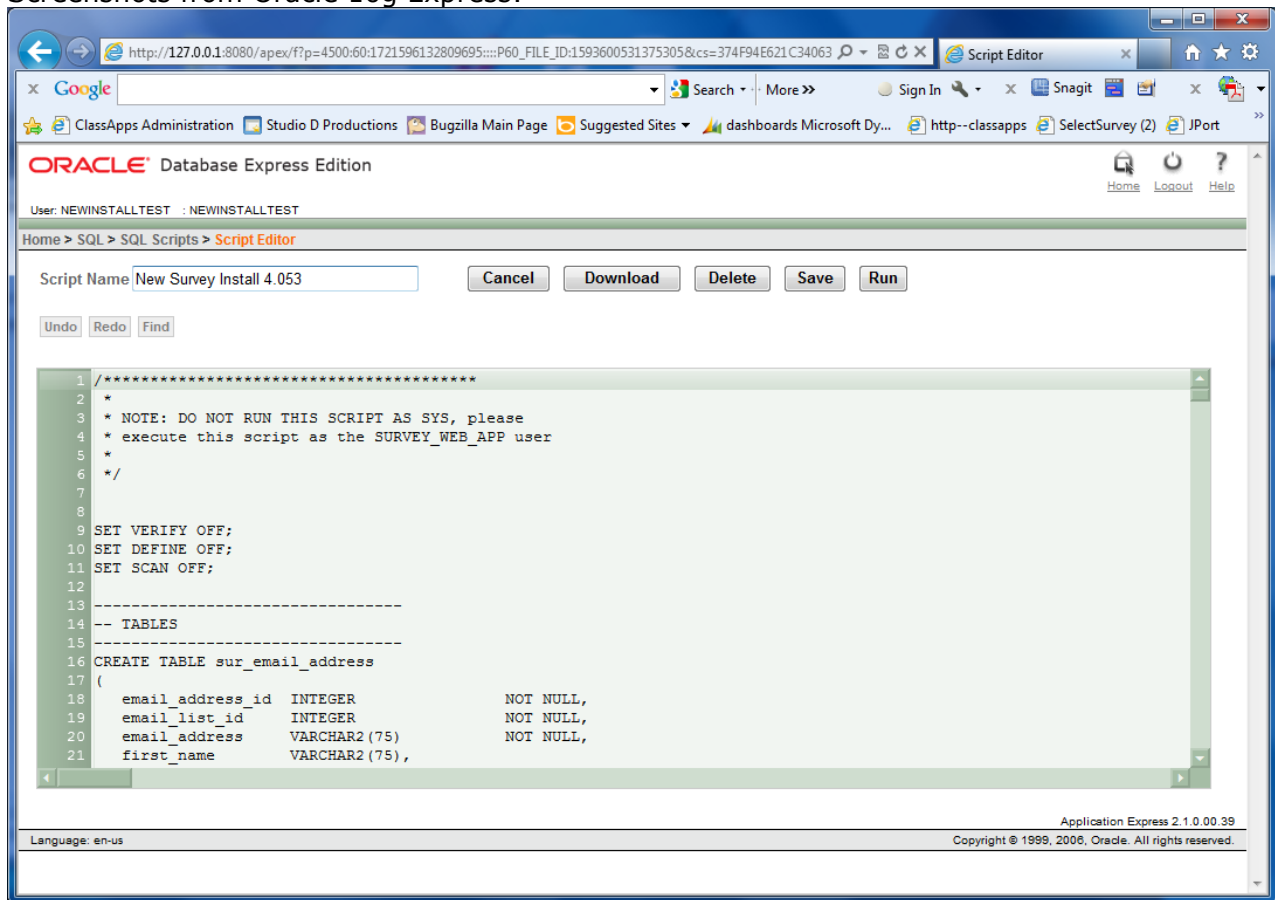 Screenshots from Oracle 10g Express:
http://127.0.0.1:8080/apex/f?p=4500:60:1721596132809695::::P60_FILE_ID:1593600531375305&cs=374F94E621C34063
Script Editor
x Google Search More >> Sign In x Snagit x
ClassApps Administration Studio D Productions Bugzilla Main Page Suggested Sites dashboards Microsoft Dy... http--classapps SelectSurvey (2) JPort >>
ORACLE Database Express Edition
Home Logout Help
User: NEWINSTALLTEST : NEWINSTALLTEST
Home > SQL > SQL Scripts > Script Editor
Script Name New Survey Install 4.053 Cancel Download Delete Save Run
Undo Redo Find
1 /****************************************
2 *
3 * NOTE: DO NOT RUN THIS SCRIPT AS SYS, please
4 * execute this script as the SURVEY_WEB_APP user
5 *
6 */
7
8
9 SET VERIFY OFF;
10 SET DEFINE OFF;
11 SET SCAN OFF;
12
13 ---------------------------------
14 -- TABLES
15 ---------------------------------
16 CREATE TABLE sur_email_address
17 (
18 email_address_id INTEGER NOT NULL,
19 email_list_id INTEGER NOT NULL,
20 email_address VARCHAR2(75) NOT NULL,
21 first_name VARCHAR2(75),
Application Express 2.1.0.00.39
Language: en-us Copyright © 1999, 2006, Oracle. All rights reserved.